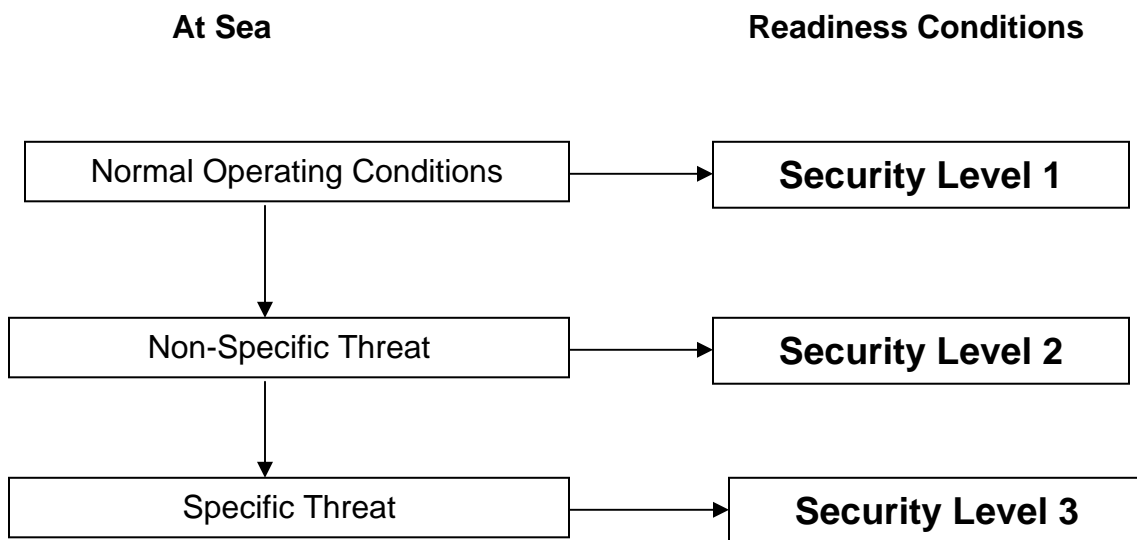 At Sea
Readiness Conditions
Normal Operating Conditions
Security Level 1
Non-Specific Threat
Security Level 2
Specific Threat
Security Level 3